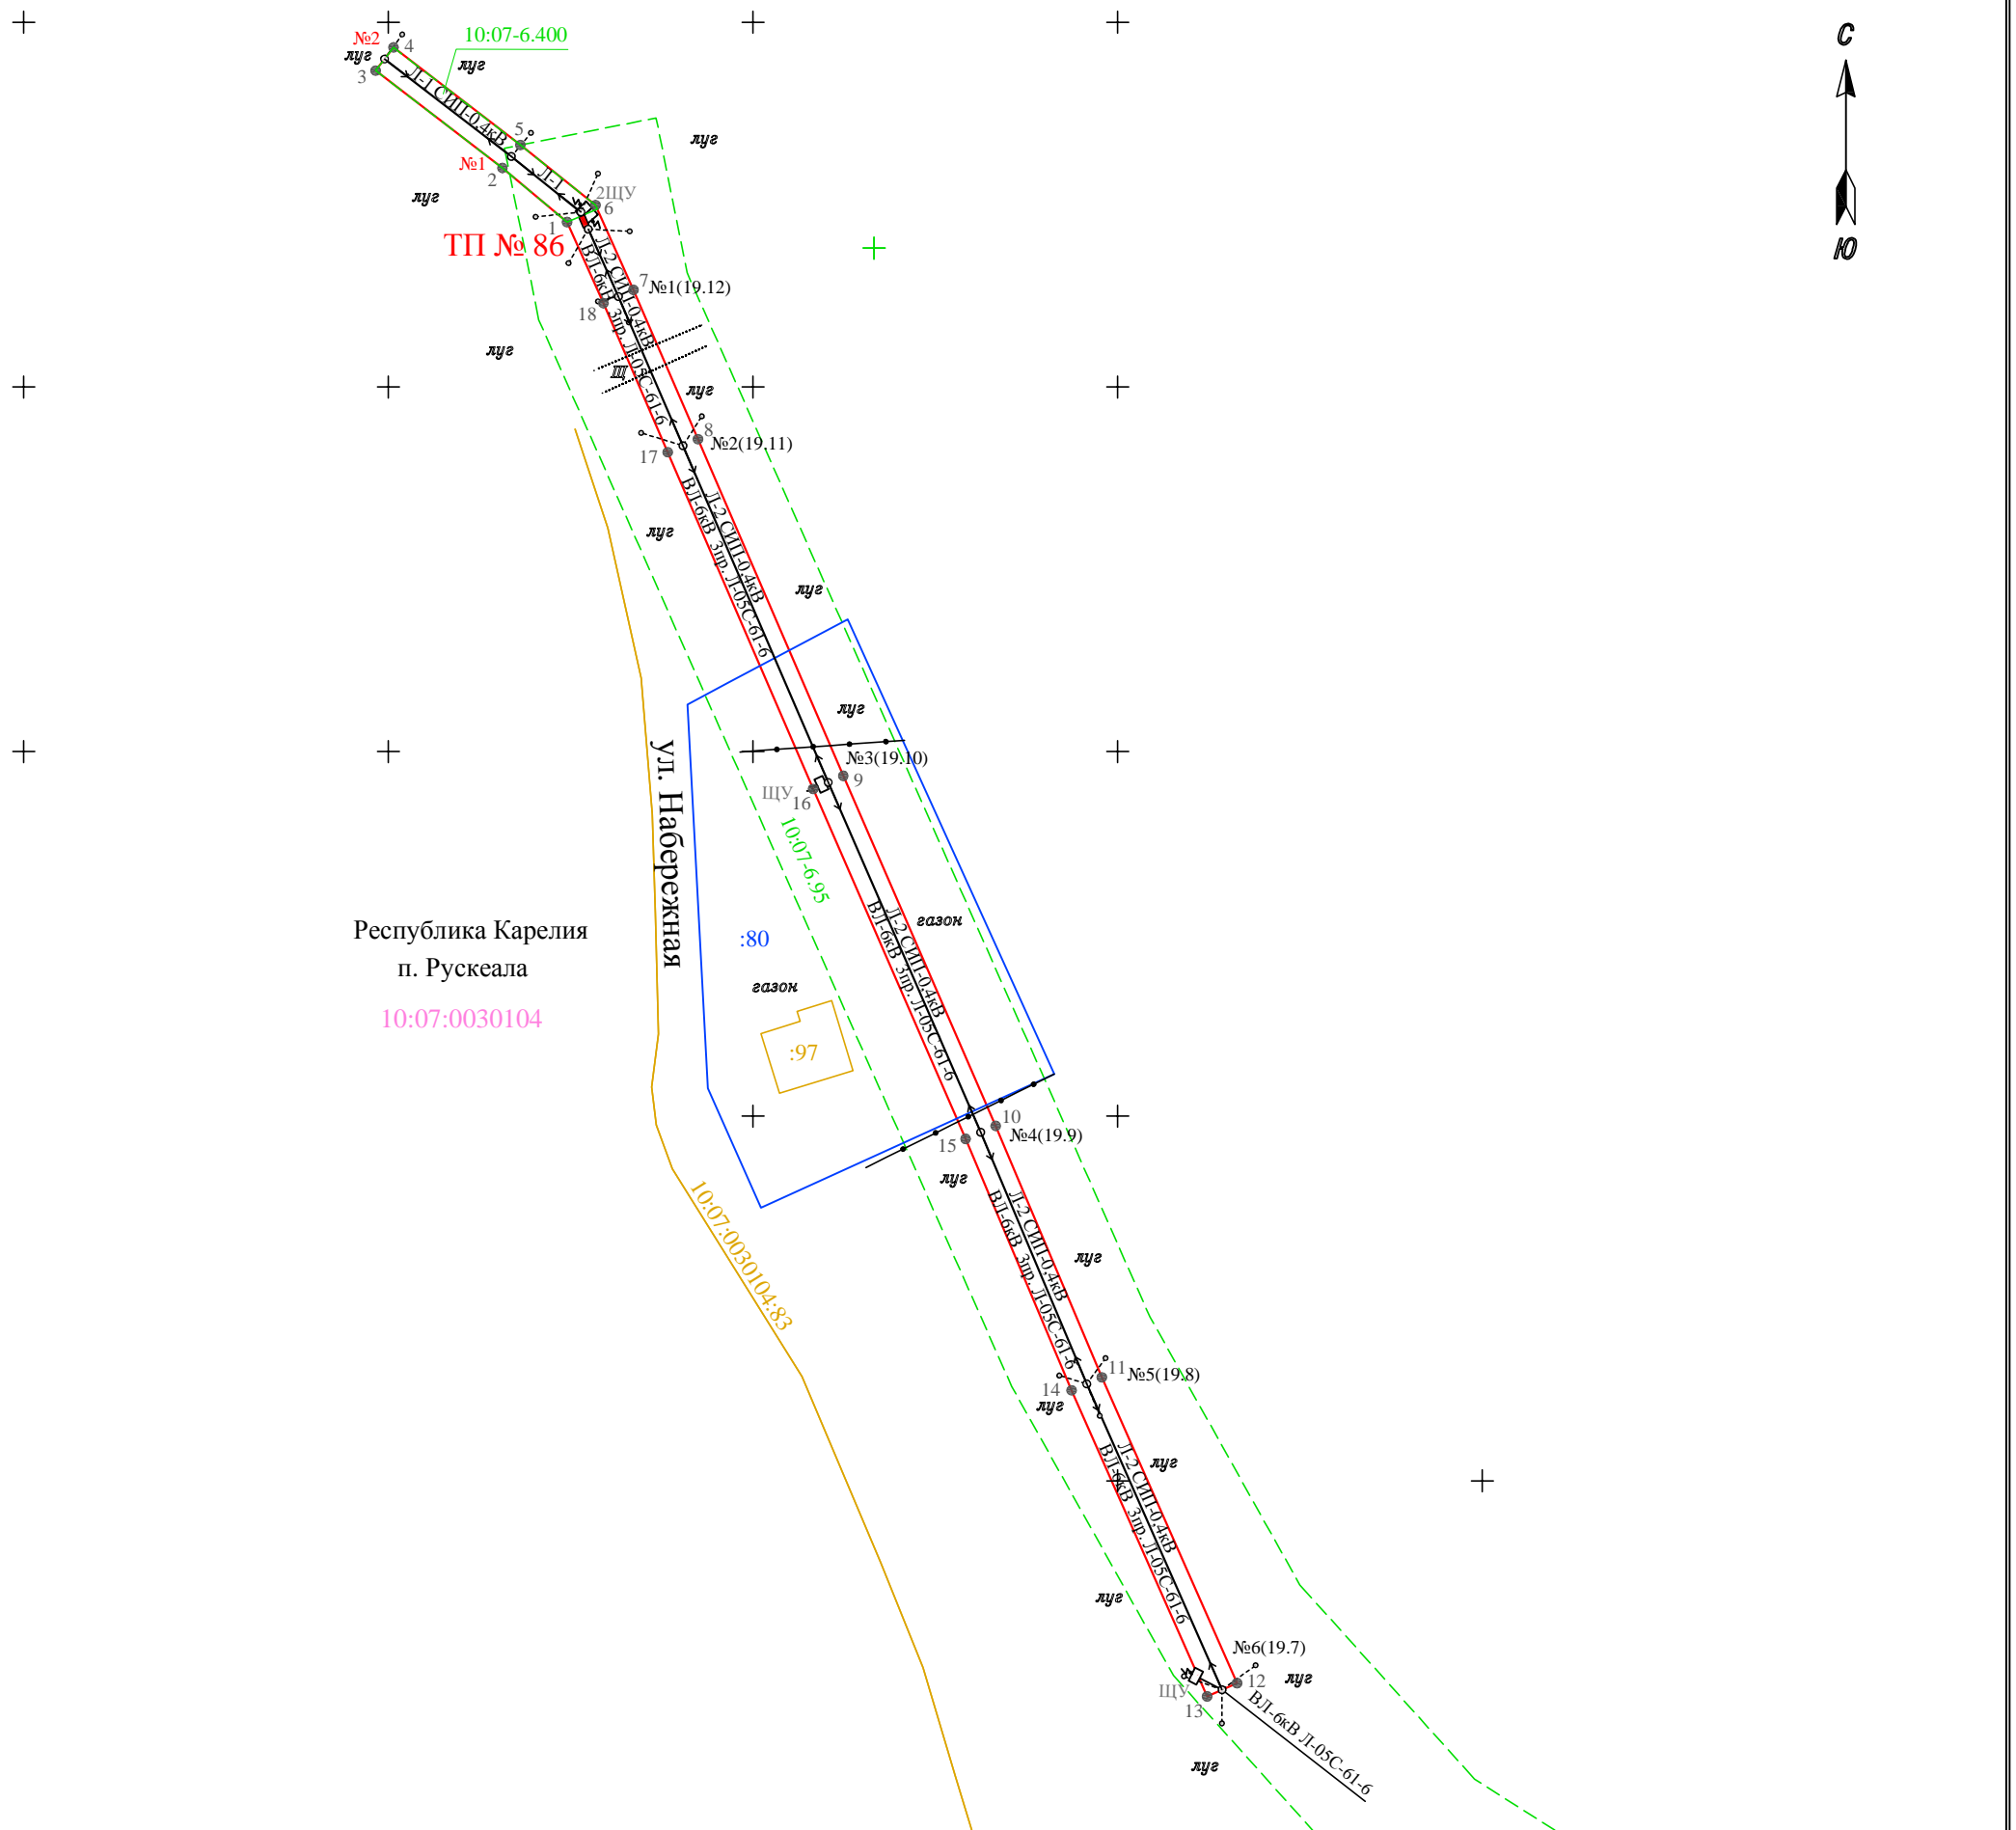 С
Ю
10:07-6.400
№2
4
луг
луг
3
Л-1 СИП-0.4кВ
5
луг
№1
2
Л-1
луг
2ЩУ
6
1
ТП № 86
7
№1(19.12)
18
Л-2 СИП-0.4кВ
ВЛ-6кВ 3пр. Л-05С-61-6
луг
Щ
луг
8
№2(19.11)
17
Л-2 СИП-0.4кВ
ВЛ-6кВ 3пр. Л-05С-61-6
луг
луг
луг
ул. Набережная
№3(19.10)
9
ЩУ
16
10:07-6.95
Л-2 СИП-0.4кВ
ВЛ-6кВ 3пр. Л-05С-61-6
газон
Республика Карелия
п. Рускеала
10:07:0030104
:80
газон
:97
10
№4(19.9)
15
луг
10:07:0030104:83
Л-2 СИП-0.4кВ
ВЛ-6кВ 3пр. Л-05С-61-6
луг
11
№5(19.8)
14
луг
Л-2 СИП-0.4кВ
ВЛ-6кВ 3пр. Л-05С-61-6
луг
луг
№6(19.7)
12
луг
ЩУ
13
ВЛ-6кВ Л-05С-61-6
луг